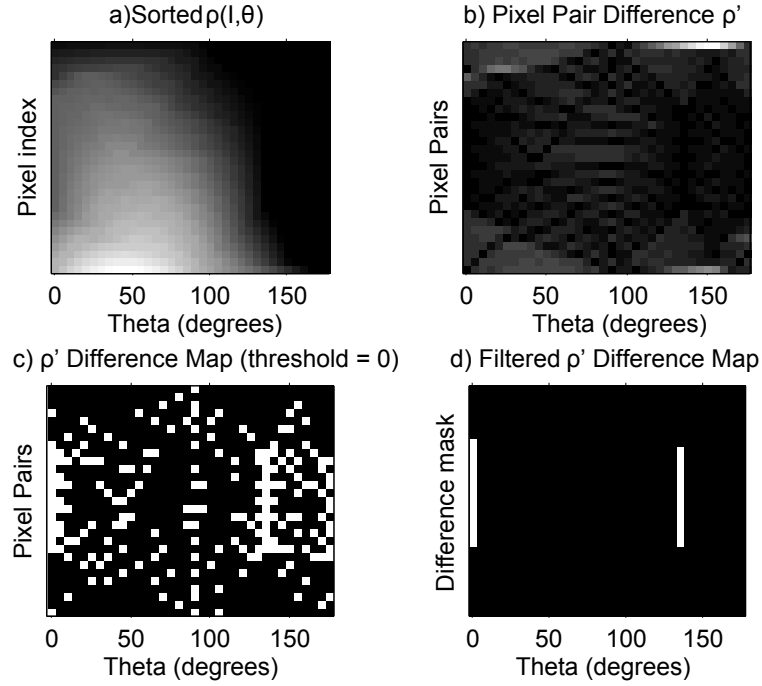 a)Sortedρ(I,θ)
Pixel index
0 50 100 150
Theta (degrees)
b) Pixel Pair Difference ρ’
Pixel Pairs
0 50 100 150
Theta (degrees)
c) ρ’ Difference Map (threshold = 0)
Pixel Pairs
0 50 100 150
Theta (degrees)
d) Filtered ρ’ Difference Map
Difference mask
0 50 100 150
Theta (degrees)